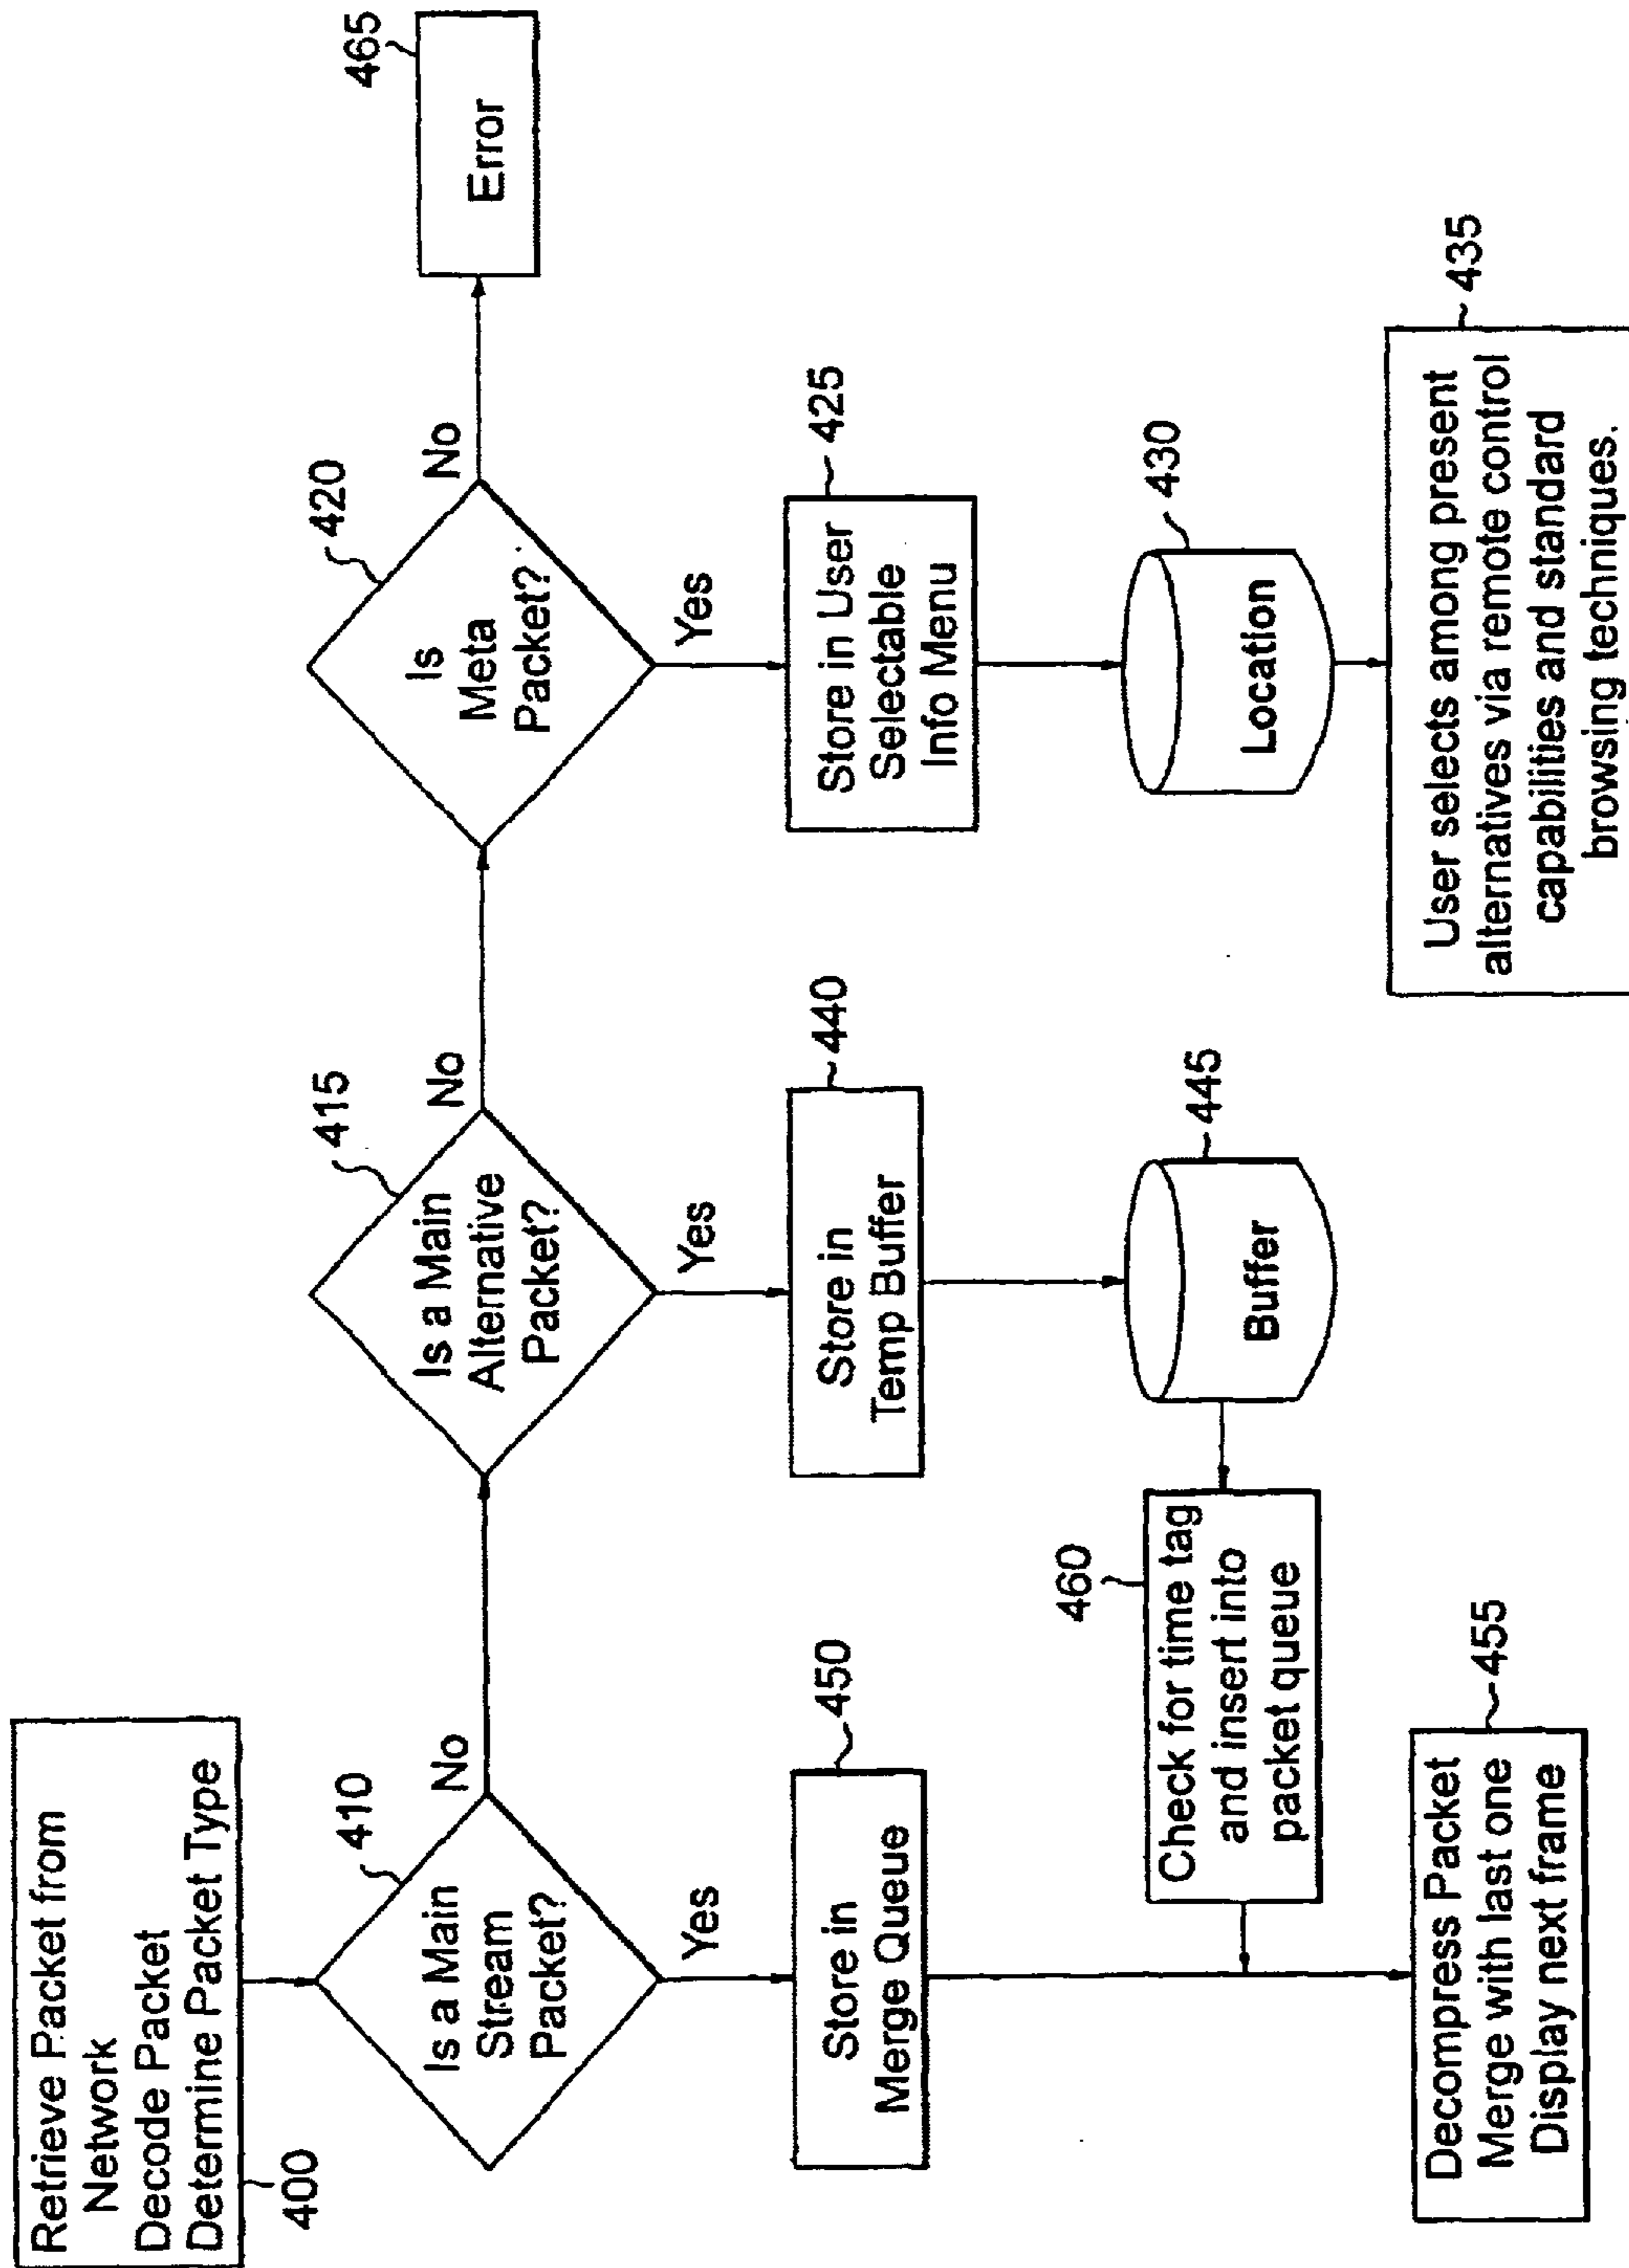 Retrieve Packet from
Network
Decode Packet
Determine Packet Type
400
Is a Main
Stream
Packet?
410
No
Yes
Is a Main
Alternative
Packet?
415
No
Yes
Is
Meta
Packet?
420
No
Yes
Error
465
Store in
Merge Queue
450
Store in
Temp Buffer
440
Store in User
Selectable
Info Menu
425
Buffer
445
Location
430
Check for time tag
and insert into
packet queue
460
Decompress Packet
Merge with last one
Display next frame
455
User selects among present
alternatives via remote control
capabilities and standard
browsing techniques.
435